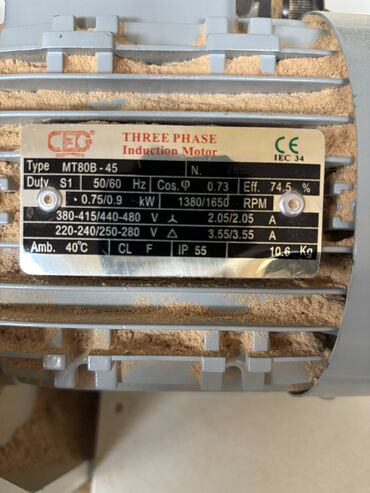 CEG THREE PHASE
Induction Motor CE
IEC 34
Type MT80B - 45 N.
Duty S1 50/60 Hz Cos.φ 0.73 Eff. 74.5 %
0.75/0.9 kW 1380/1650 RPM
380-415/440-480 V 人 2.05/2.05 A
220-240/250-280 V △ 3.55/3.55 A
Amb. 40°C CL F IP 55 10.6 Kg